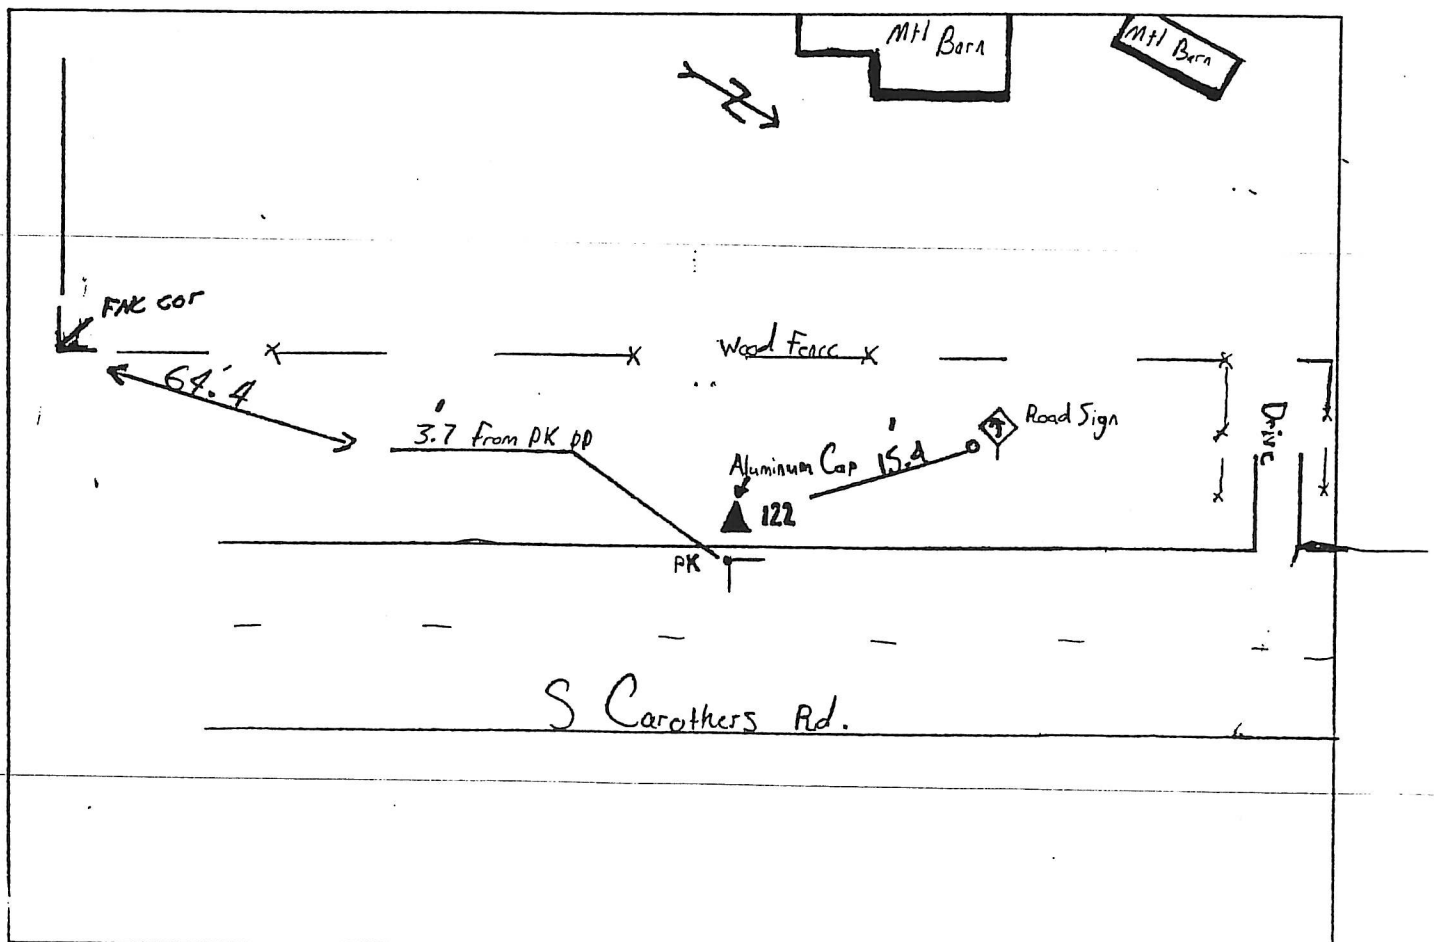 Mtl Barn
Mtl Barn
N
FNC cor
Wood Fence
64.'4
3.'7 from PK pp
Road Sign
Drive
Aluminum Cap 15.'4
122
PK
S Carothers Rd.